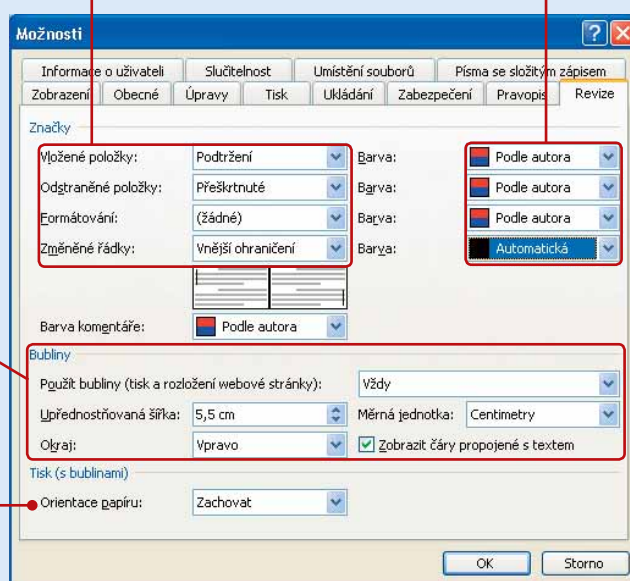 Možnosti
Informace o uživateli Slučitelnost Umístění souborů Písma se složitým zápisem
Zobrazení Obecné Úpravy Tisk Ukládání Zabezpečení Pravopis Revize
Značky
Vložené položky: Podtržení Barva: Podle autora
Odstraněné položky: Přeškrtnuté Barva: Podle autora
Formátování: (žádné) Barva: Podle autora
Změněné řádky: Vnější ohraničení Barva: Automatická
Barva komentáře: Podle autora
Bubliny
Použít bubliny (tisk a rozložení webové stránky): Vždy
Upřednostňovaná šířka: 5,5 cm Měrná jednotka: Centimetry
Okraj: Vpravo Zobrazit čáry propojené s textem
Tisk (s bublinami)
Orientace papíru: Zachovat
OK Storno